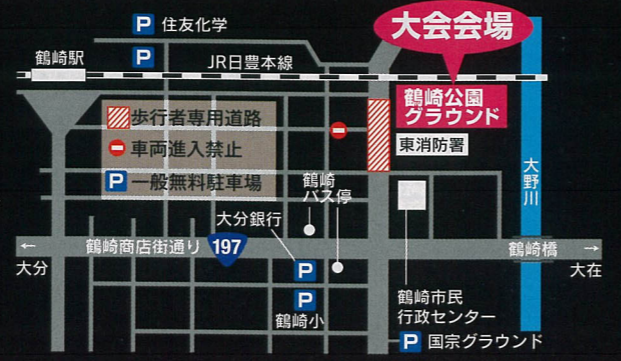 P 住友化学
P
大会会場
鶴崎駅
JR日豊本線
鶴崎公園
グラウンド
歩行者専用道路
車両進入禁止
P 一般無料駐車場
東消防署
大野川
鶴崎
バス停
大分銀行
←
大分
鶴崎商店街通り
197
鶴崎橋
→
大在
P
P
鶴崎小
鶴崎市民
行政センター
P 国宗グラウンド